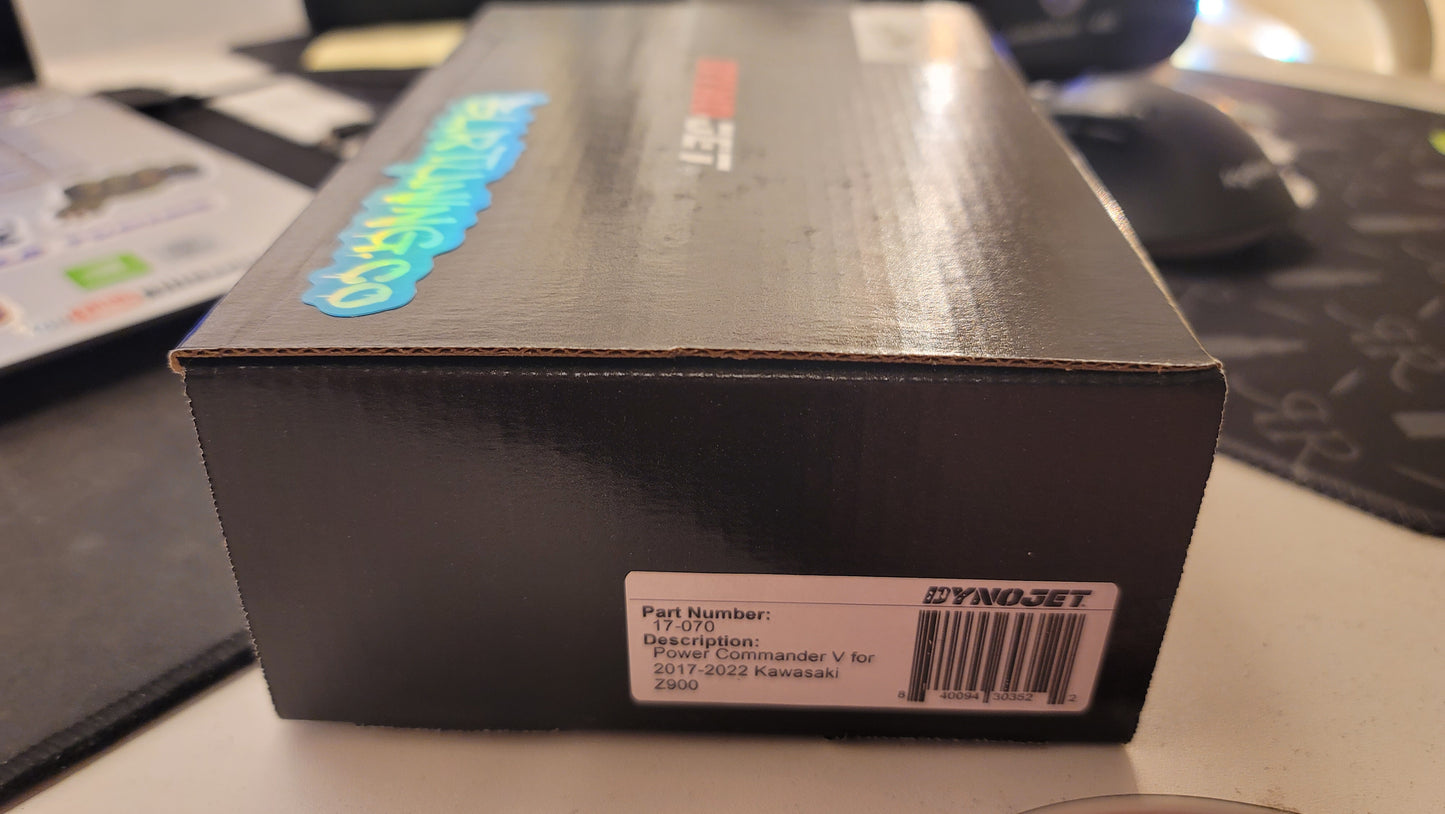 DYNOJET
Part Number:
17-070
Description:
Power Commander V for
2017-2022 Kawasaki
Z900
8 40094 30352 2